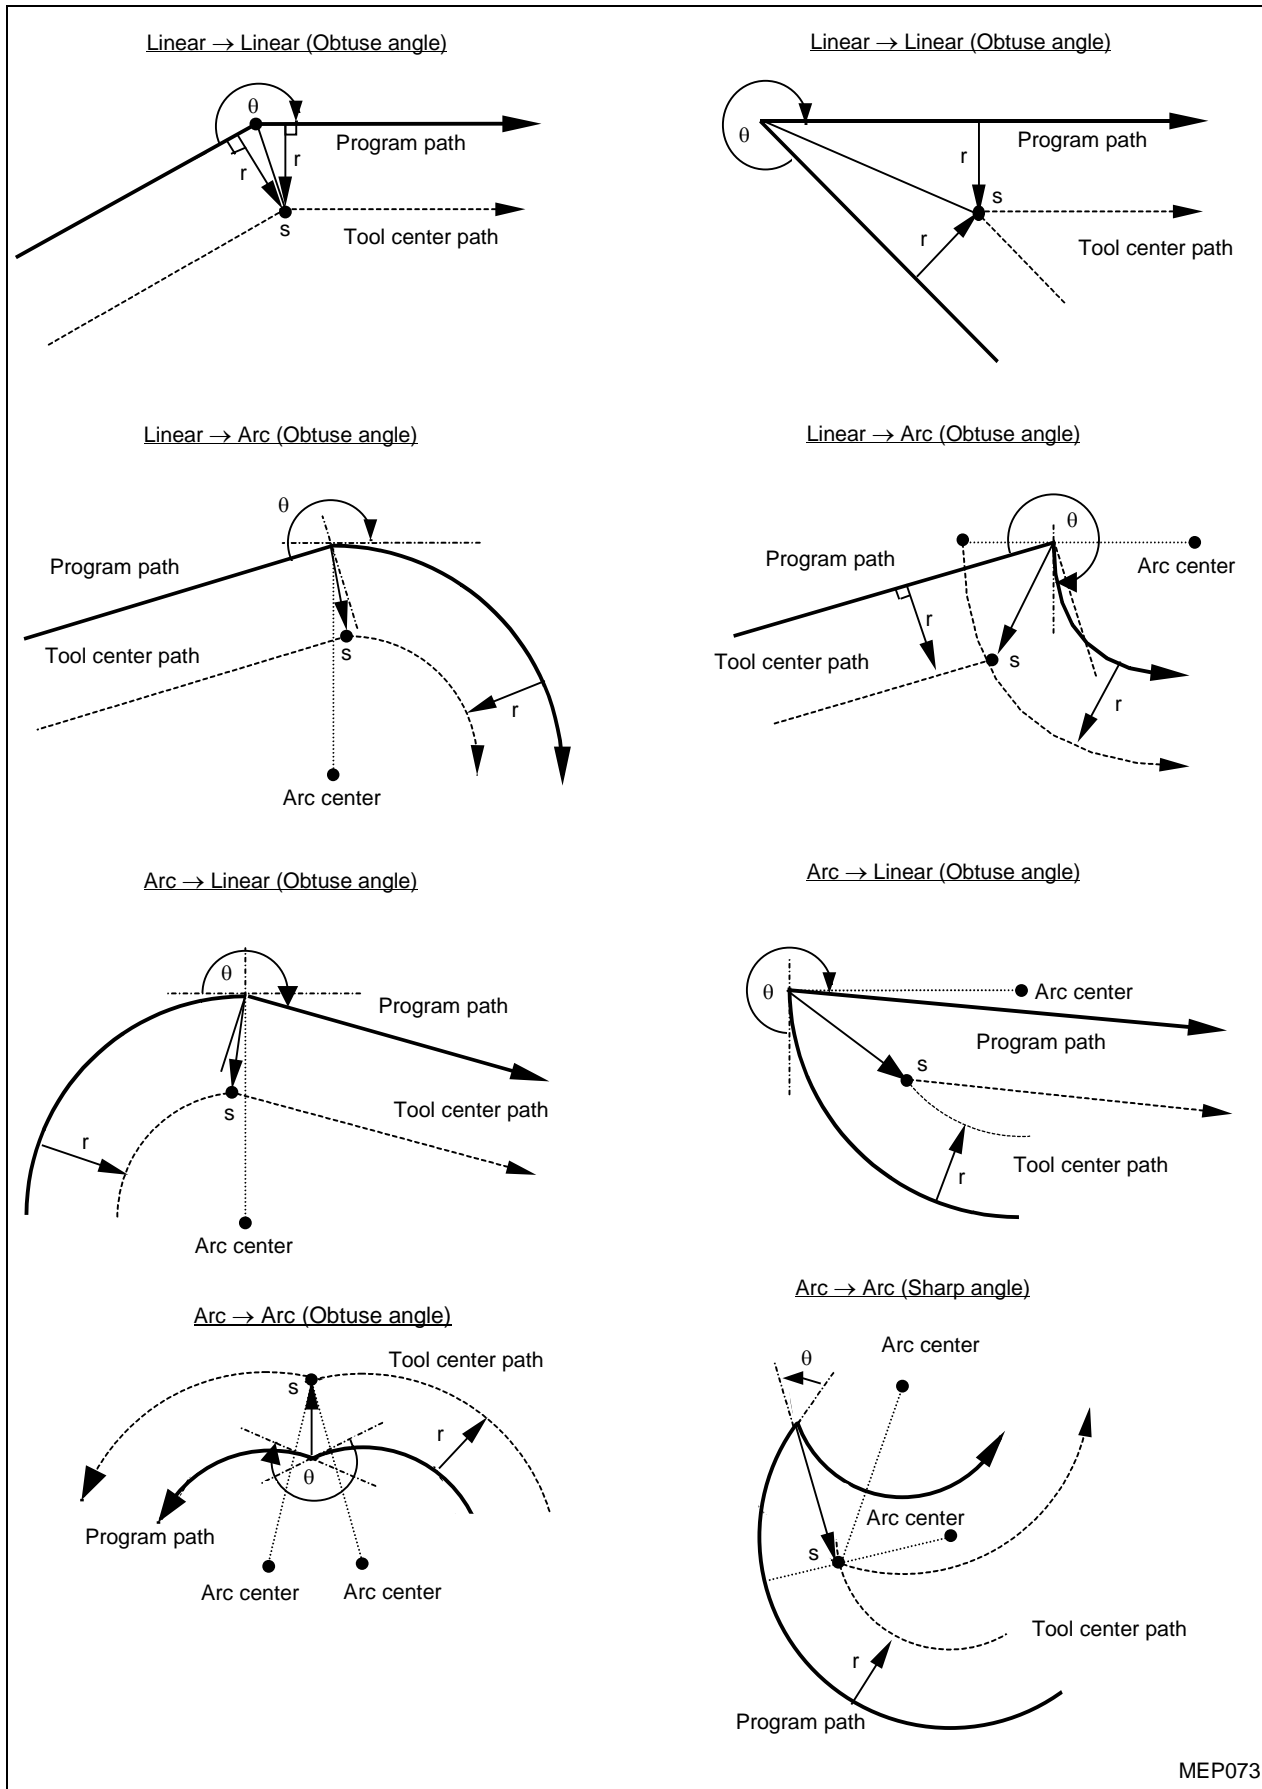 Linear → Linear (Obtuse angle)
θ
Program path
r
r
s
Tool center path
Linear → Linear (Obtuse angle)
θ
Program path
r
s
r
Tool center path
Linear → Arc (Obtuse angle)
θ
Program path
Tool center path
s
r
Arc center
Linear → Arc (Obtuse angle)
θ
Program path
Arc center
r
Tool center path
s
r
Arc → Linear (Obtuse angle)
θ
Program path
s
Tool center path
r
Arc center
Arc → Linear (Obtuse angle)
θ
Arc center
Program path
s
Tool center path
r
Arc → Arc (Obtuse angle)
Tool center path
s
r
θ
Program path
Arc center
Arc center
Arc → Arc (Sharp angle)
Arc center
θ
Arc center
s
Tool center path
r
Program path
MEP073